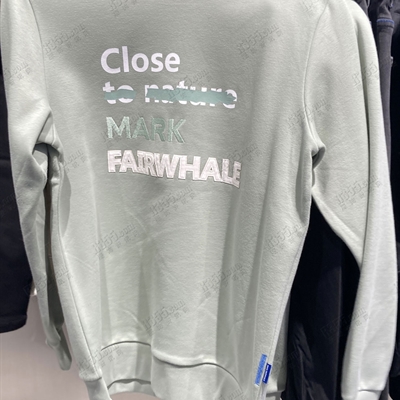 Close
to nature
MARK
FAIRWHALE